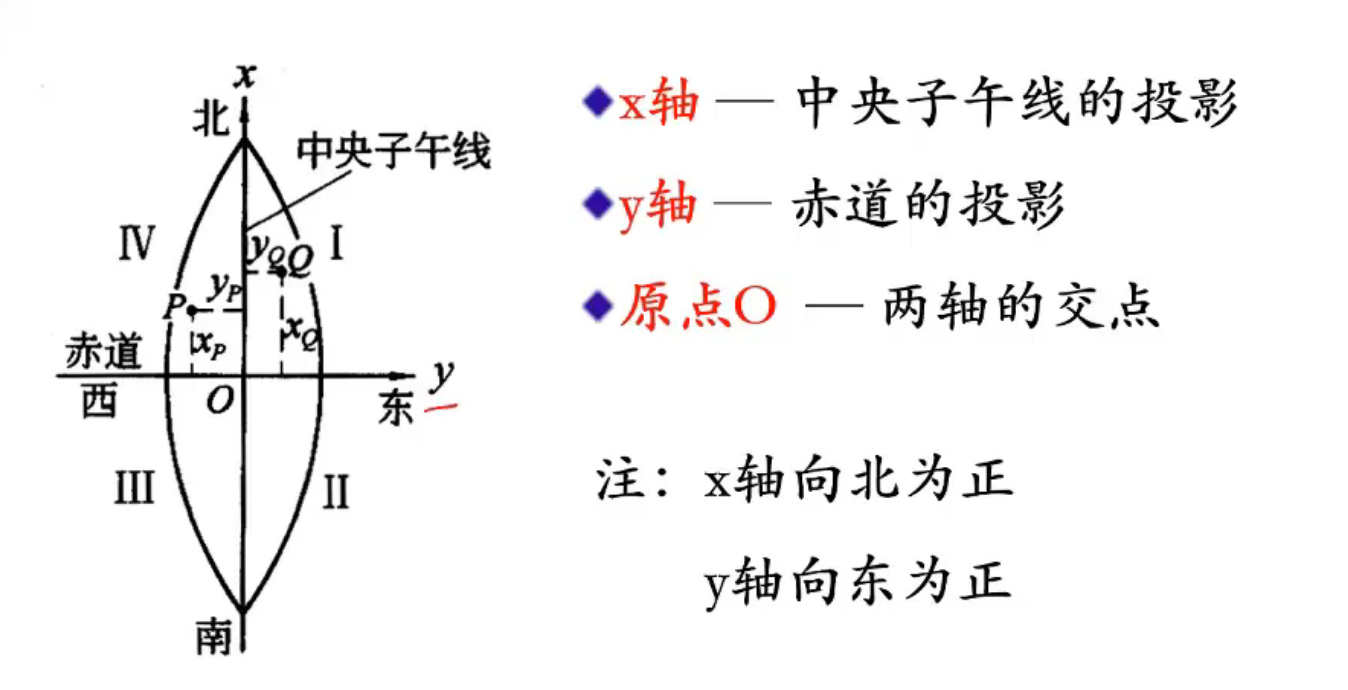 x
北
中央子午线
Ⅳ
Ⅰ
y_Q Q
y_P
P
x_P
x_Q
赤道
y
西
O
东
Ⅲ
Ⅱ
南
◆x轴 — 中央子午线的投影
◆y轴 — 赤道的投影
◆原点O — 两轴的交点
注：x轴向北为正
y轴向东为正